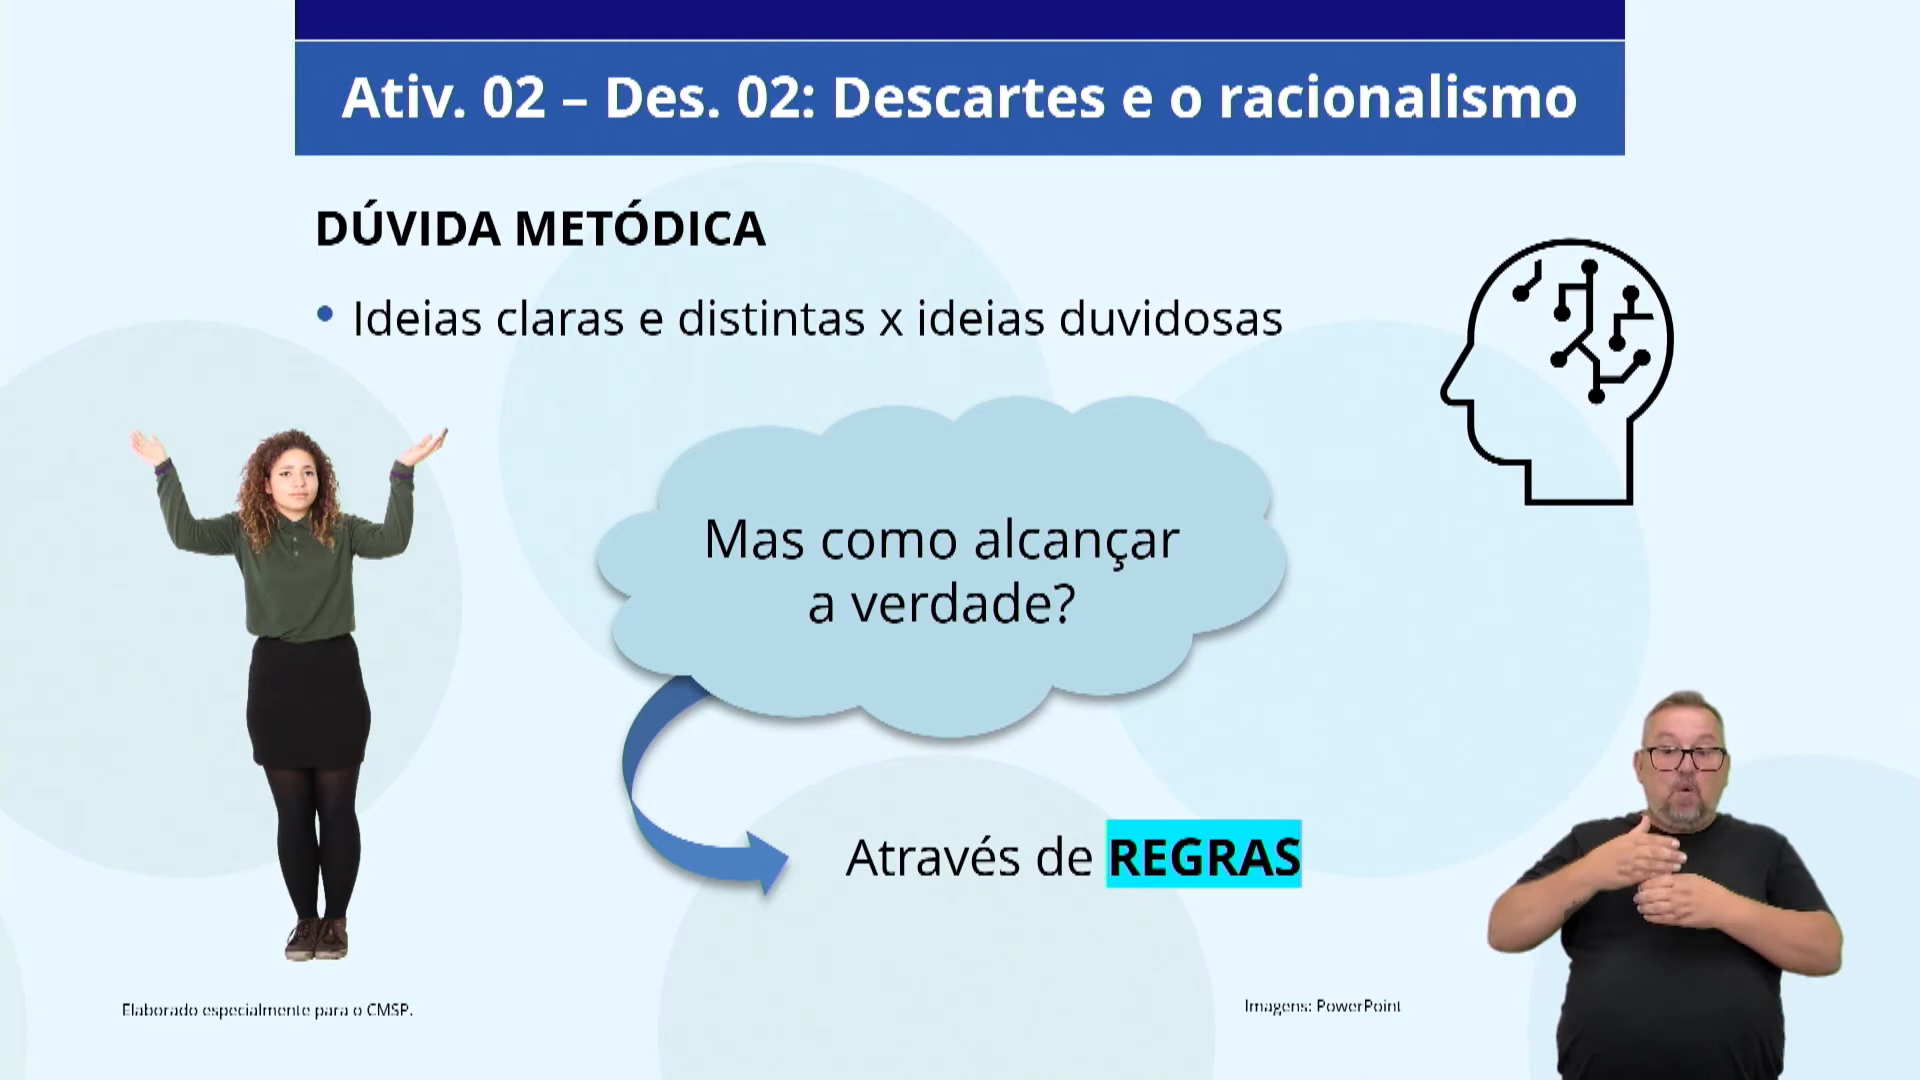 Ativ. 02 – Des. 02: Descartes e o racionalismo
DÚVIDA METÓDICA
• Ideias claras e distintas x ideias duvidosas
Mas como alcançar
a verdade?
Através de REGRAS
Elaborado especialmente para o CMSP.
Imagens: PowerPoint